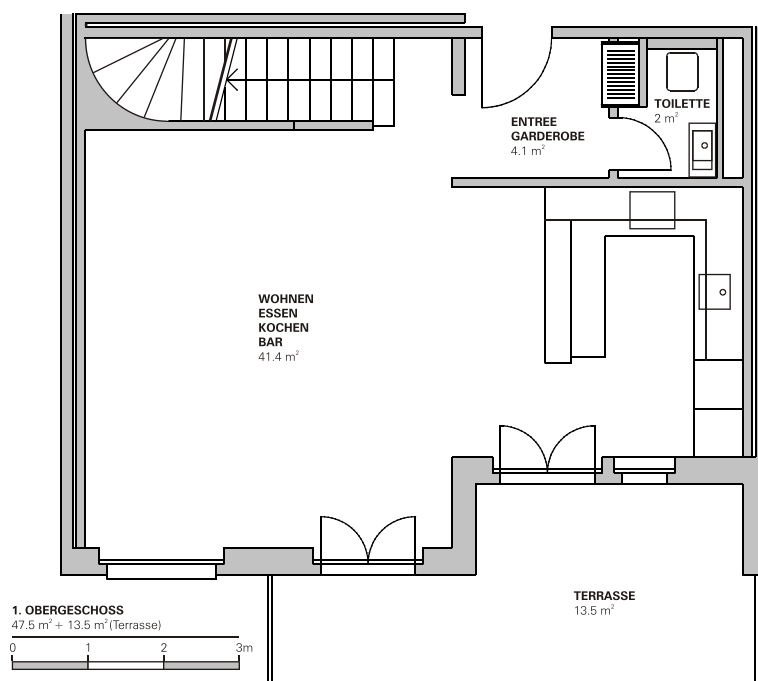 ENTREE
GARDEROBE
4.1 m²
TOILETTE
2 m²
WOHNEN
ESSEN
KOCHEN
BAR
41.4 m²
TERRASSE
13.5 m²
1. OBERGESCHOSS
47.5 m² + 13.5 m² (Terrasse)
0 1 2 3m